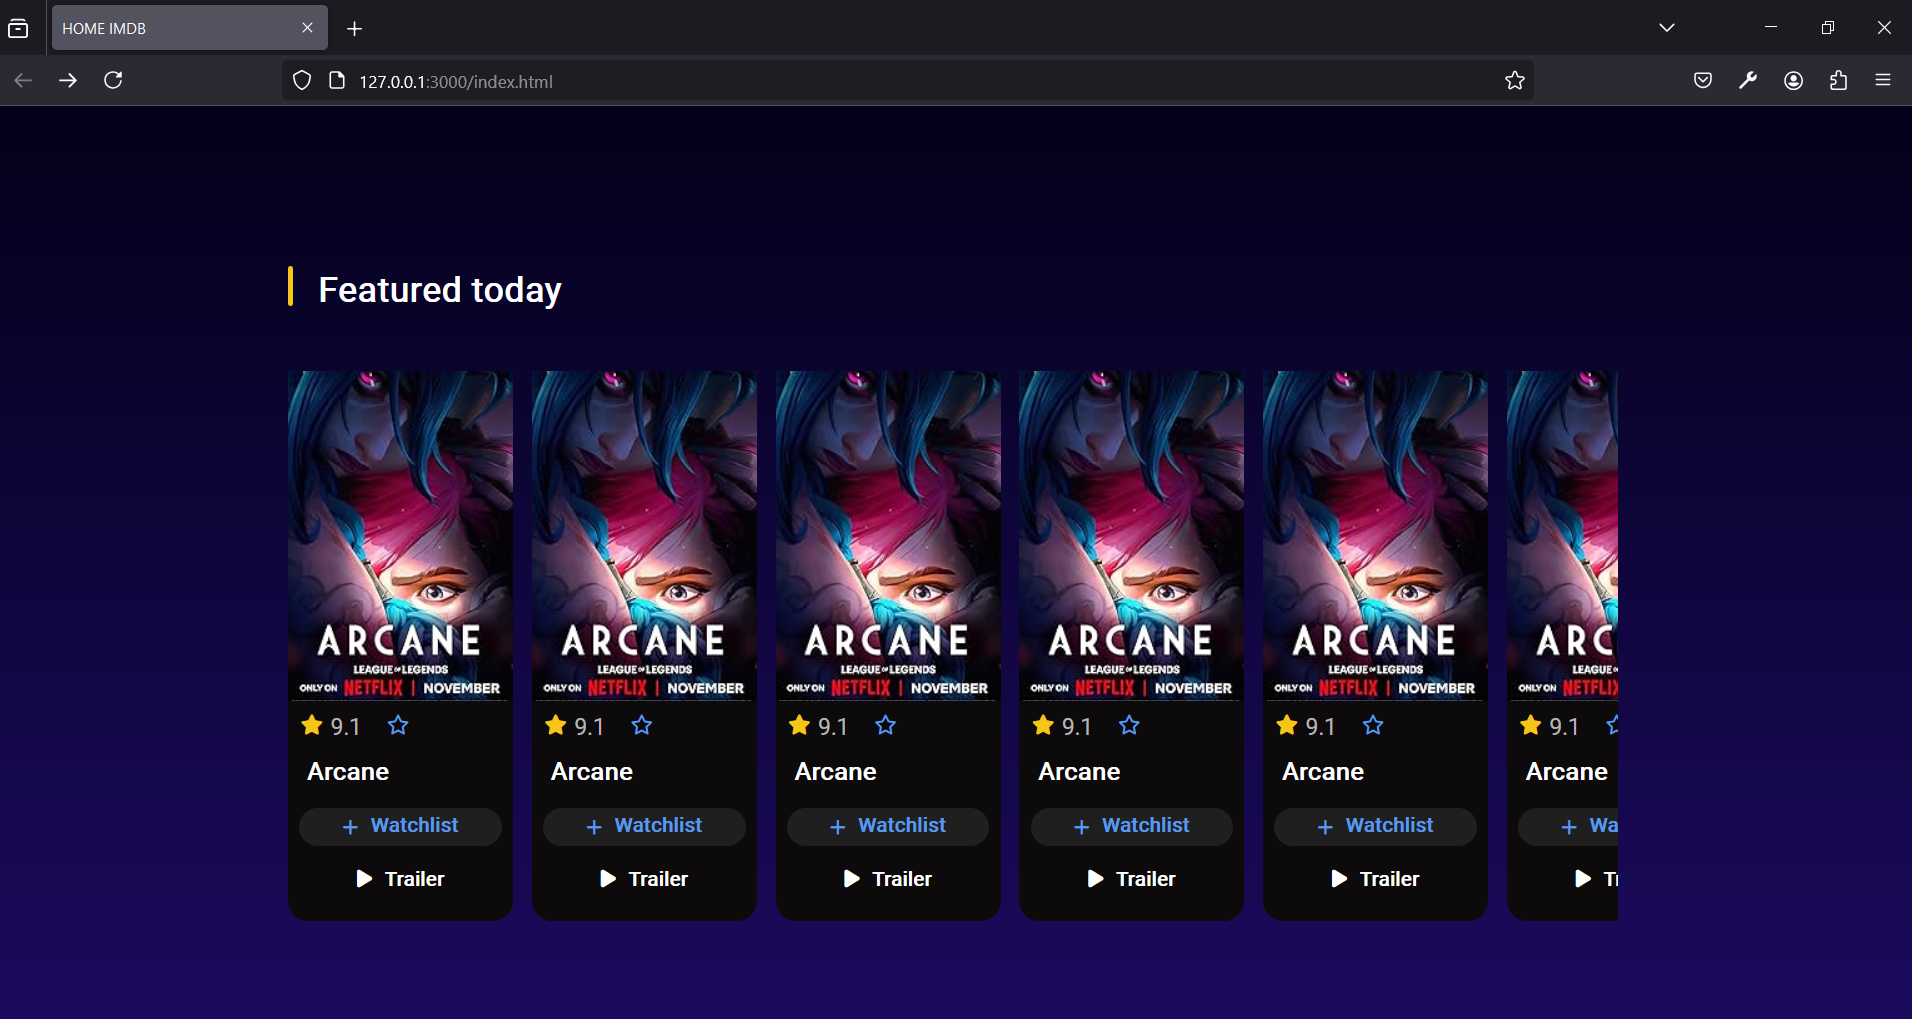 HOME IMDB
127.0.0.1:3000/index.html
Featured today
ARCANE ARCANE ARCANE ARCANE ARCANE ARC
LEAGUE OF LEGENDS LEAGUE OF LEGENDS LEAGUE OF LEGENDS LEAGUE OF LEGENDS LEAGUE OF LEGENDS LEAGU
ONLY ON NETFLIX | NOVEMBER ONLY ON NETFLIX | NOVEMBER ONLY ON NETFLIX | NOVEMBER ONLY ON NETFLIX | NOVEMBER ONLY ON NETFLIX | NOVEMBER ONLY ON NETFLI
9.1 9.1 9.1 9.1 9.1 9.1
Arcane Arcane Arcane Arcane Arcane Arcane
+ Watchlist + Watchlist + Watchlist + Watchlist + Watchlist + Wa
Trailer Trailer Trailer Trailer Trailer Tr